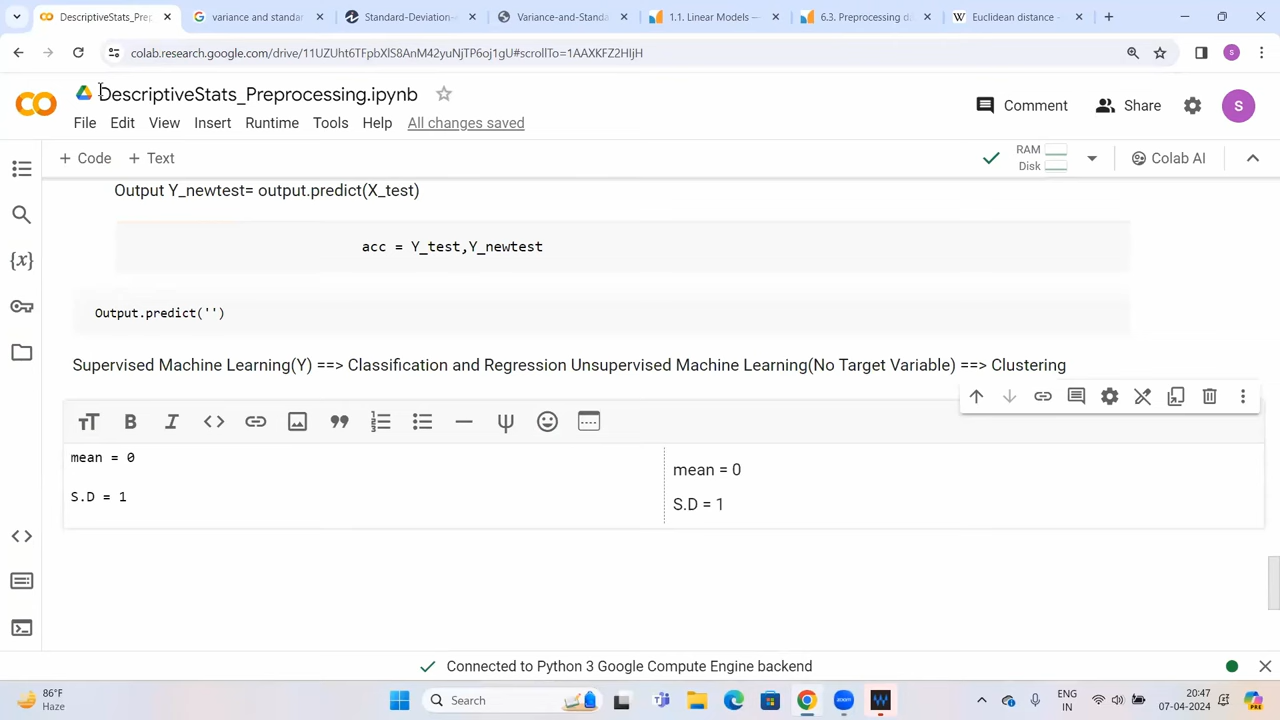 DescriptiveStats_Prep
variance and standar
Standard-Deviation-
Variance-and-Standa
1.1. Linear Models —
6.3. Preprocessing d
Euclidean distance -
colab.research.google.com/drive/11UZUht6TFpbXlS8AnM42yuNjTP6oj1gU#scrollTo=1AAXKFZ2HIjH
S
DescriptiveStats_Preprocessing.ipynb
Comment
Share
S
File Edit View Insert Runtime Tools Help All changes saved
+ Code + Text
RAM
Disk
Colab AI
Output Y_newtest= output.predict(X_test)
acc = Y_test,Y_newtest
Output.predict('')
Supervised Machine Learning(Y) ==> Classification and Regression Unsupervised Machine Learning(No Target Variable) ==> Clustering
mean = 0
S.D = 1
mean = 0
S.D = 1
Connected to Python 3 Google Compute Engine backend
86°F
Haze
Search
zoom
ENG
IN
20:47
07-04-2024